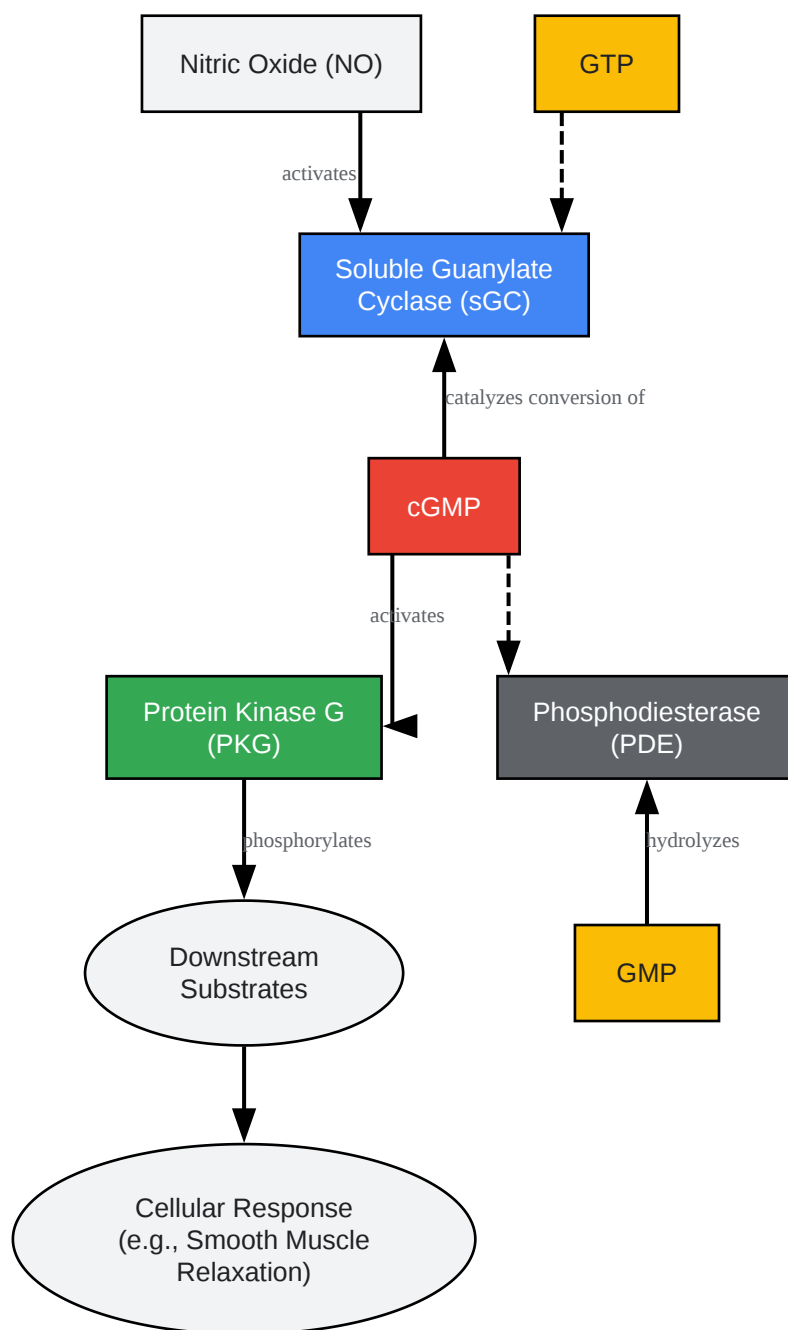 Nitric Oxide (NO)
GTP
activates
Soluble Guanylate
Cyclase (sGC)
catalyzes conversion of
cGMP
activates
Protein Kinase G
(PKG)
Phosphodiesterase
(PDE)
phosphorylates
hydrolyzes
Downstream
Substrates
GMP
Cellular Response
(e.g., Smooth Muscle
Relaxation)